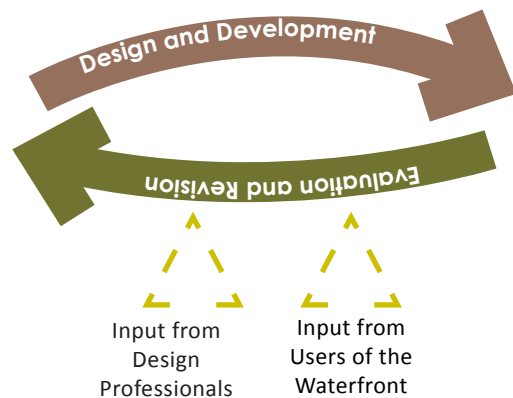 Design and Development
Evaluation and Revision
Input from
Design
Professionals
Input from
Users of the
Waterfront